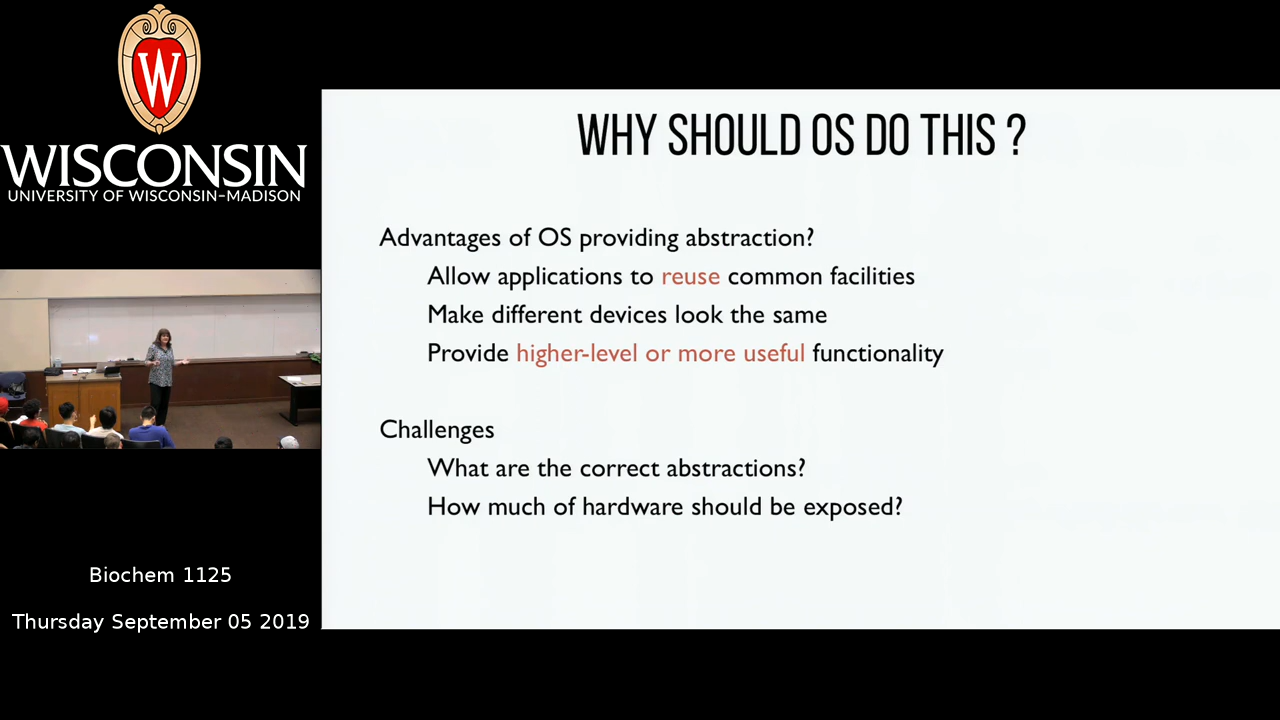 W
WISCONSIN
UNIVERSITY OF WISCONSIN-MADISON
Biochem 1125
Thursday September 05 2019
WHY SHOULD OS DO THIS ?
Advantages of OS providing abstraction?
Allow applications to reuse common facilities
Make different devices look the same
Provide higher-level or more useful functionality
Challenges
What are the correct abstractions?
How much of hardware should be exposed?